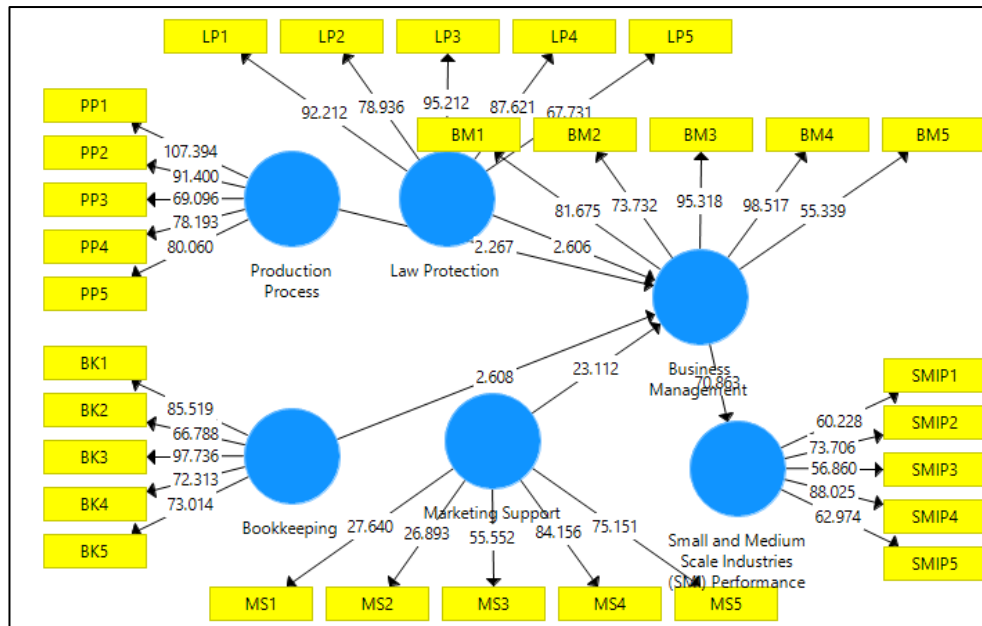 LP1
LP2
LP3
LP4
LP5
92.212
78.936
95.212
87.621
67.731
PP1
PP2
PP3
PP4
PP5
107.394
91.400
69.096
78.193
80.060
BM1
BM2
BM3
BM4
BM5
81.675
73.732
95.318
98.517
55.339
Production
Process
Law Protection
2.267
2.606
Business
Management
BK1
BK2
BK3
BK4
BK5
85.519
66.788
97.736
72.313
73.014
Bookkeeping
2.608
23.112
70.863
Marketing Support
27.640
26.893
55.552
84.156
75.151
MS1
MS2
MS3
MS4
MS5
Small and Medium
Scale Industries
(SMI) Performance
60.228
73.706
56.860
88.025
62.974
SMIP1
SMIP2
SMIP3
SMIP4
SMIP5